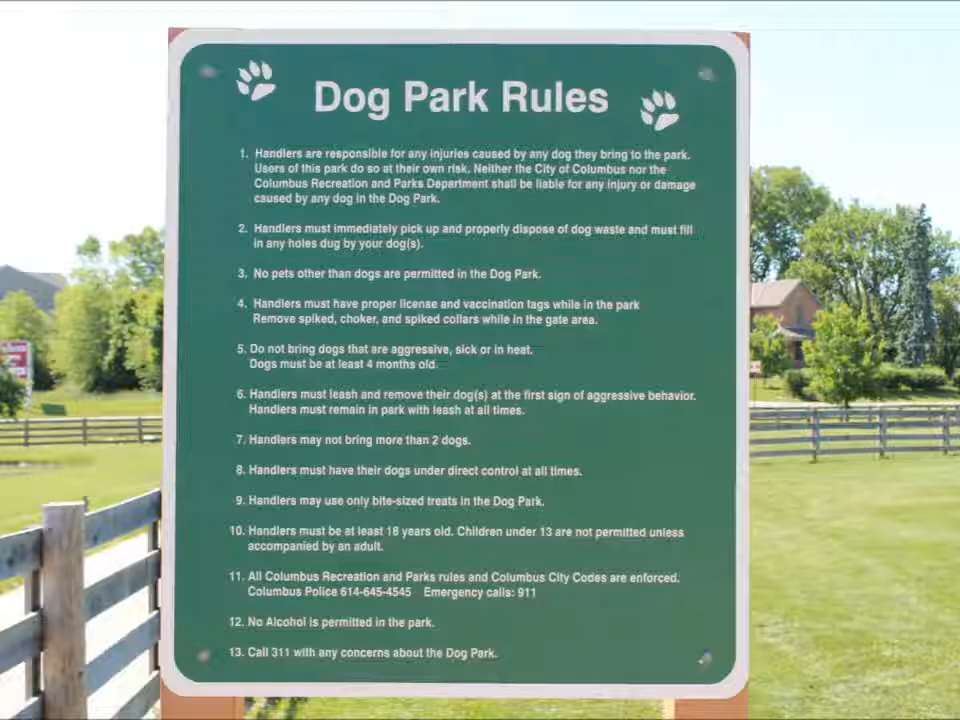 Dog Park Rules
1. Handlers are responsible for any injuries caused by any dog they bring to the park.
Users of this park do so at their own risk. Neither the City of Columbus nor the
Columbus Recreation and Parks Department shall be liable for any injury or damage
caused by any dog in the Dog Park.
2. Handlers must immediately pick up and properly dispose of dog waste and must fill
in any holes dug by your dog(s).
3. No pets other than dogs are permitted in the Dog Park.
4. Handlers must have proper license and vaccination tags while in the park
Remove spiked, choker, and spiked collars while in the gate area.
5. Do not bring dogs that are aggressive, sick or in heat.
Dogs must be at least 4 months old.
6. Handlers must leash and remove their dog(s) at the first sign of aggressive behavior.
Handlers must remain in park with leash at all times.
7. Handlers may not bring more than 2 dogs.
8. Handlers must have their dogs under direct control at all times.
9. Handlers may use only bite-sized treats in the Dog Park.
10. Handlers must be at least 18 years old. Children under 13 are not permitted unless
accompanied by an adult.
11. All Columbus Recreation and Parks rules and Columbus City Codes are enforced.
Columbus Police 614-645-4545 Emergency calls: 911
12. No Alcohol is permitted in the park.
13. Call 311 with any concerns about the Dog Park.